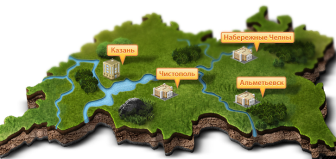 Набережные Челны
Казань
Чистополь
Альметьевск